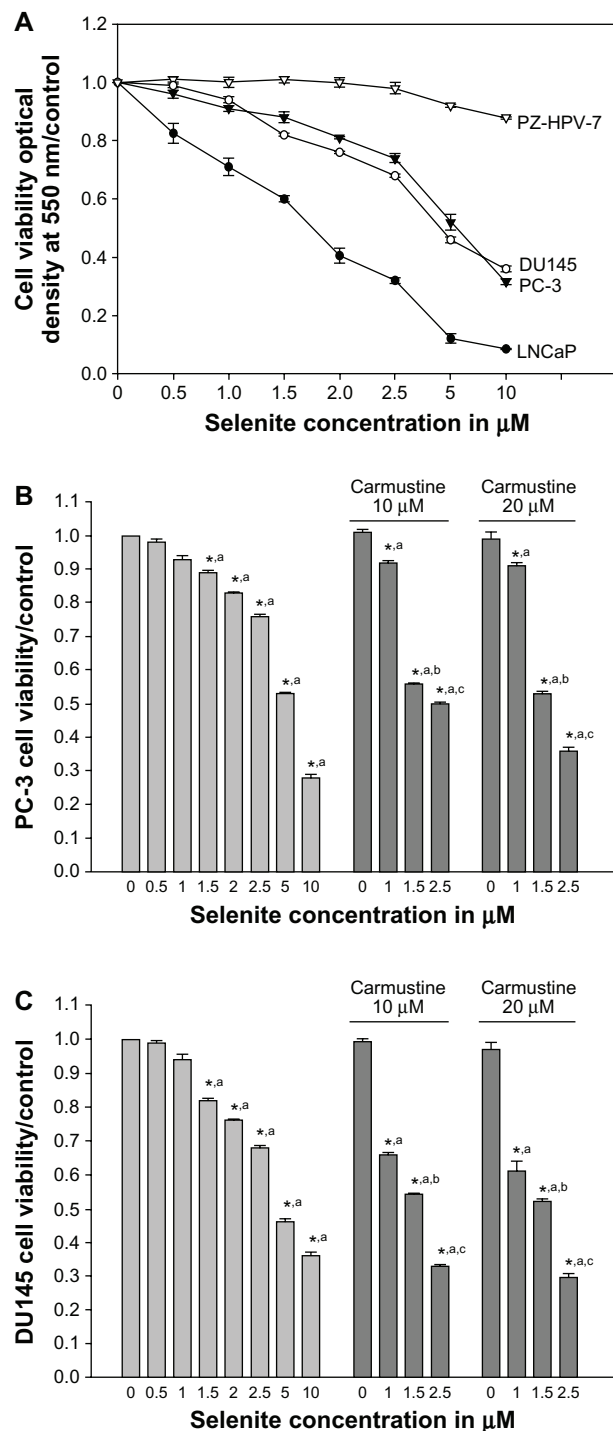 A
Cell viability optical
density at 550 nm/control
1.2
1.0
0.8
0.6
0.4
0.2
0.0
PZ-HPV-7
DU145
PC-3
LNCaP
0 0.5 1.0 1.5 2.0 2.5 5 10
Selenite concentration in μM
B
PC-3 cell viability/control
1.1
1.0
0.9
0.8
0.7
0.6
0.5
0.4
0.3
0.2
0.1
0.0
Carmustine
10 μM
Carmustine
20 μM
*,a
*,a
*,a
*,a
*,a
*,a
*,a,b
*,a,c
*,a
*,a,b
*,a,c
0 0.5 1 1.5 2 2.5 5 10 0 1 1.5 2.5 0 1 1.5 2.5
Selenite concentration in μM
C
DU145 cell viability/control
1.1
1.0
0.9
0.8
0.7
0.6
0.5
0.4
0.3
0.2
0.1
0.0
Carmustine
10 μM
Carmustine
20 μM
*,a
*,a
*,a
*,a
*,a
*,a
*,a,b
*,a,c
*,a
*,a,b
*,a,c
0 0.5 1 1.5 2 2.5 5 10 0 1 1.5 2.5 0 1 1.5 2.5
Selenite concentration in μM